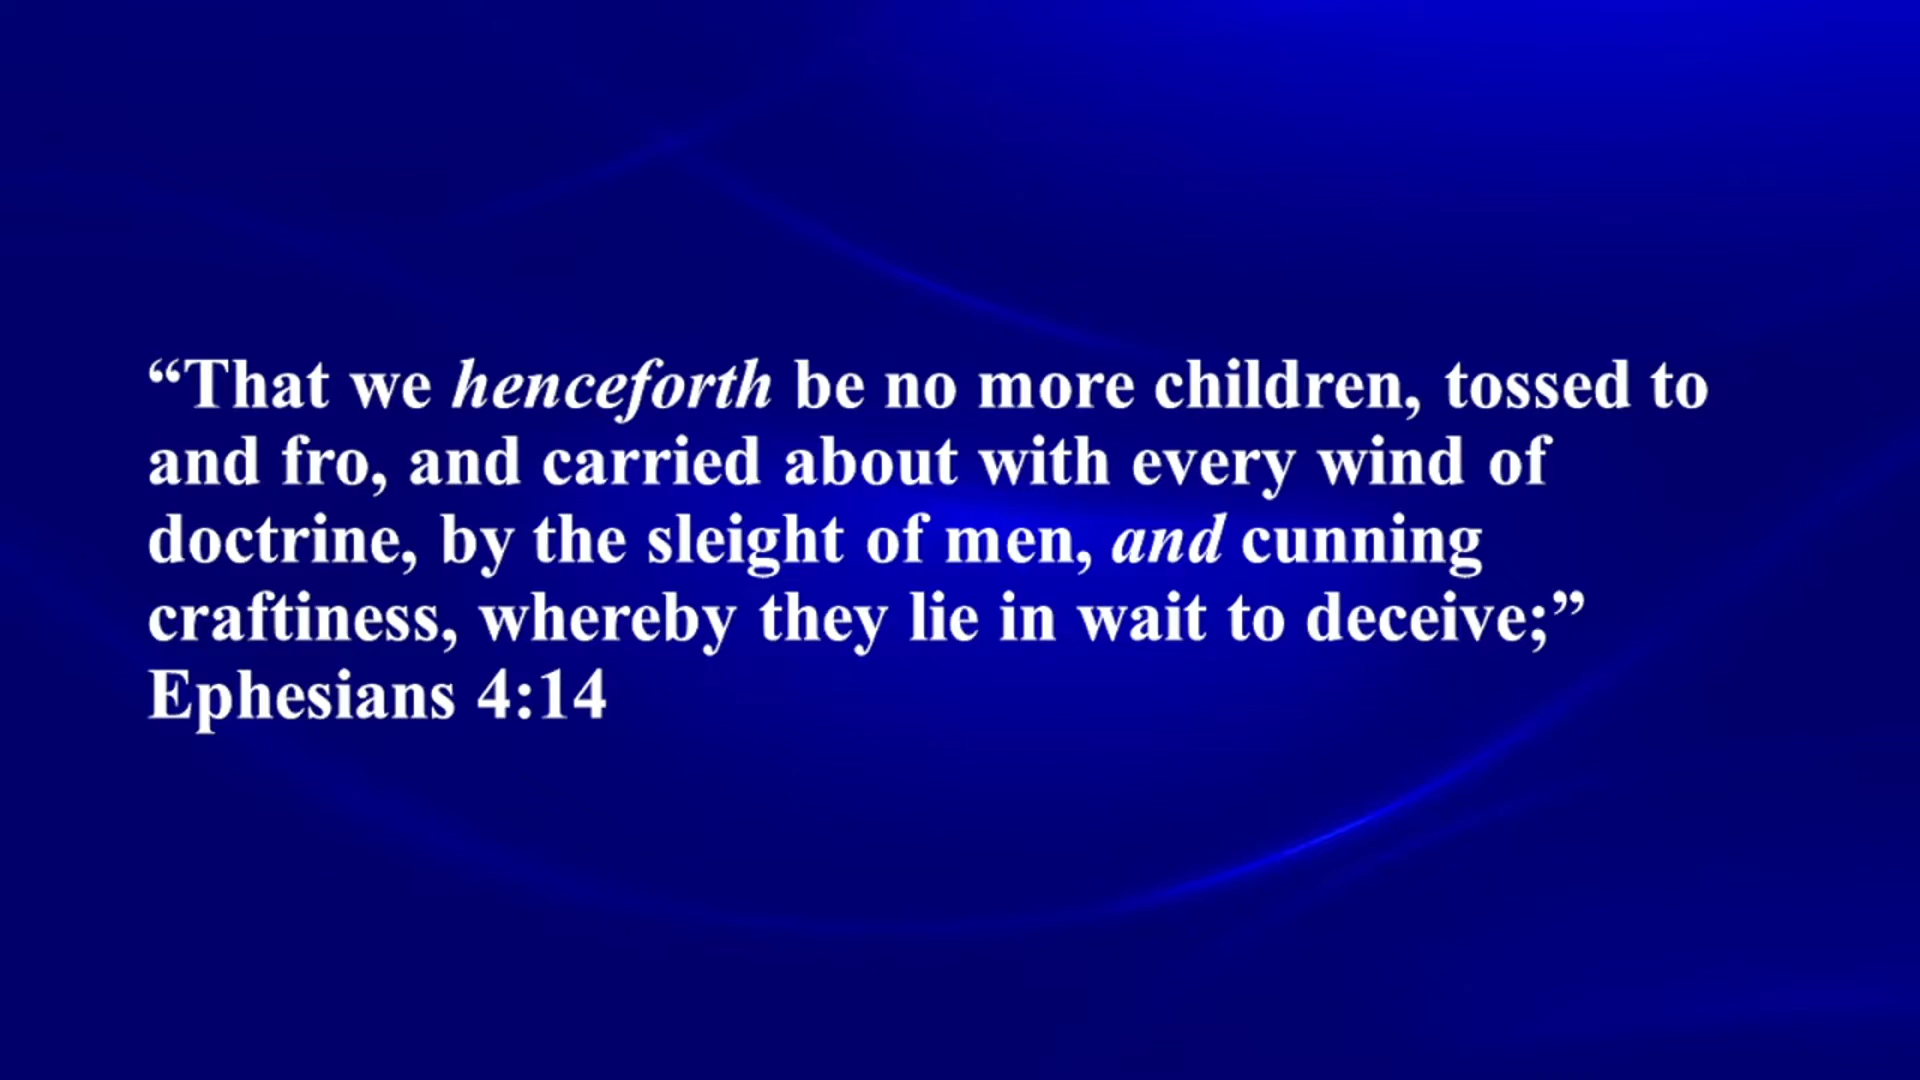 “That we henceforth be no more children, tossed to
and fro, and carried about with every wind of
doctrine, by the sleight of men, and cunning
craftiness, whereby they lie in wait to deceive;”
Ephesians 4:14